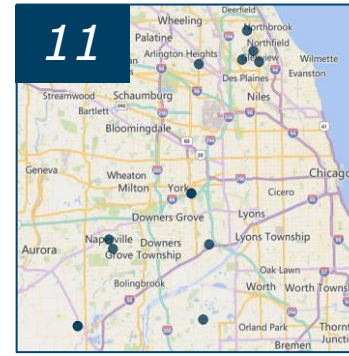 11
Deerfield
Wheeling
Northbrook
Palatine
Northfield
Arlington Heights
Wilmette
Glenview
Evanston
Des Plaines
Streamwood
Schaumburg
Niles
Bartlett
Bloomingdale
Geneva
Wheaton
Chicago
Milton
York
Cicero
Downers Grove
Lyons
Naperville
Downers
Lyons Township
Aurora
Grove Township
Oak Lawn
Bolingbrook
Worth
Worth Towns
Orland Park
Thornt
Juncti
Bremen